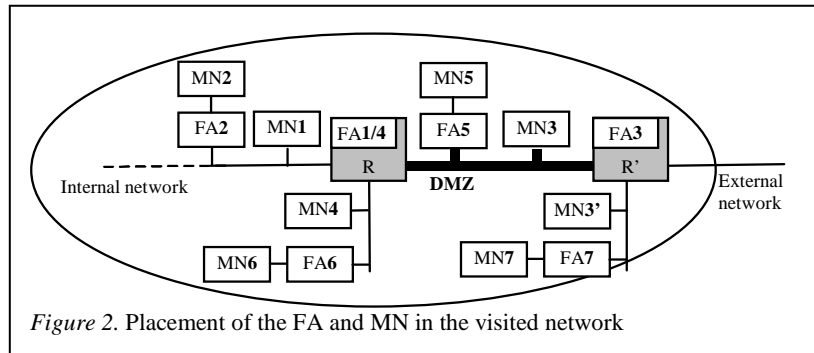 MN2
MN5
FA2
MN1
FA1/4
FA5
MN3
FA3
R
R'
Internal network
DMZ
External
network
MN4
MN3'
MN6
FA6
MN7
FA7
Figure 2. Placement of the FA and MN in the visited network